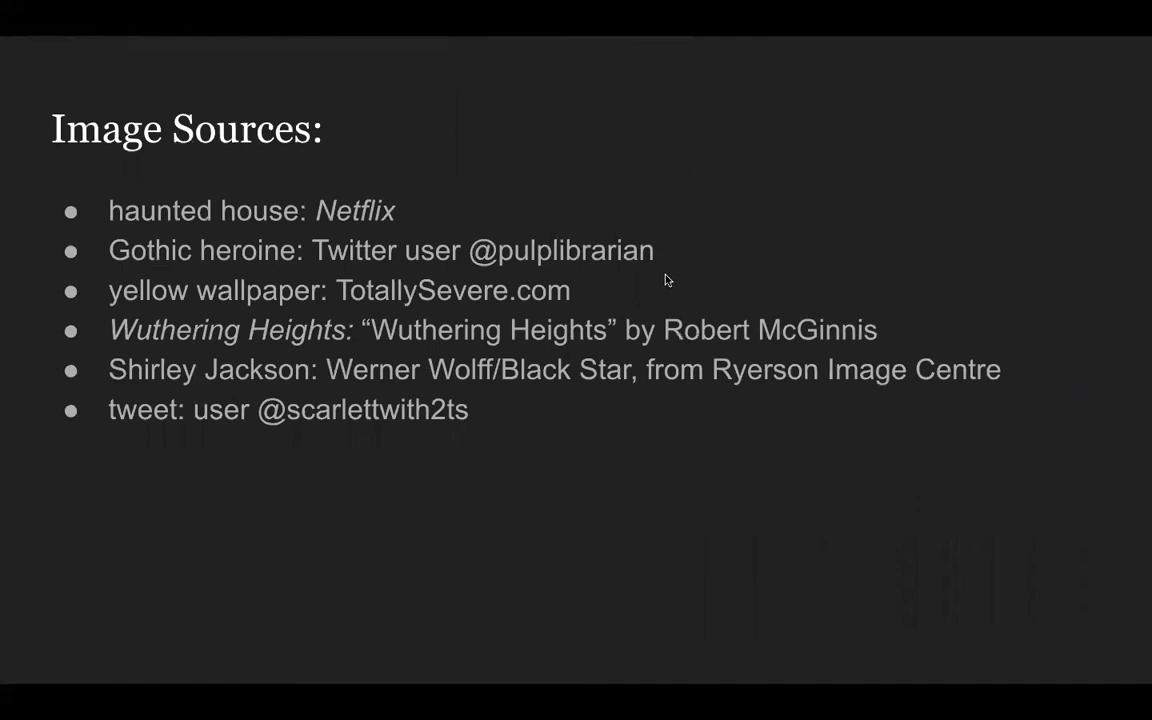 Image Sources:
● haunted house: Netflix
● Gothic heroine: Twitter user @pulplibrarian
● yellow wallpaper: TotallySevere.com
● Wuthering Heights: “Wuthering Heights” by Robert McGinnis
● Shirley Jackson: Werner Wolff/Black Star, from Ryerson Image Centre
● tweet: user @scarlettwith2ts